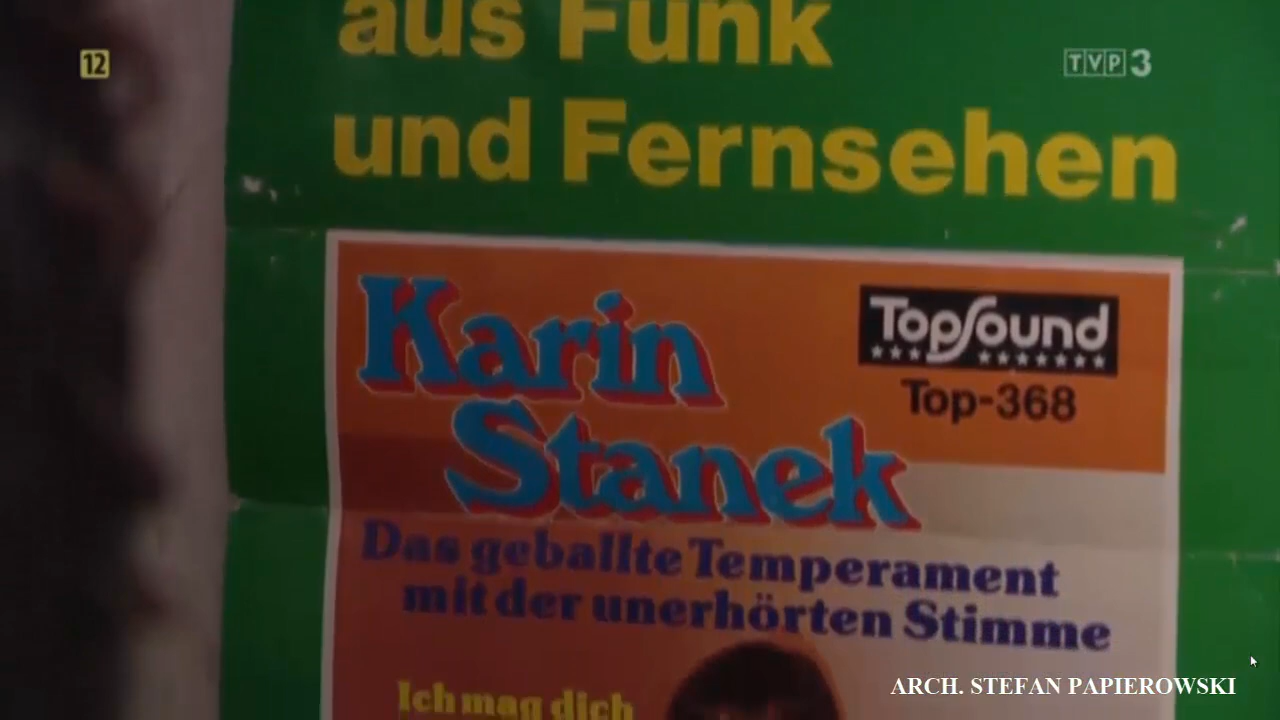 aus Funk
12
TVP3
und Fernsehen
Karin
Stanek
TopSound
Top-368
Das geballte Temperament
mit der unerhörten Stimme
Ich mag dich
ARCH. STEFAN PAPIEROWSKI